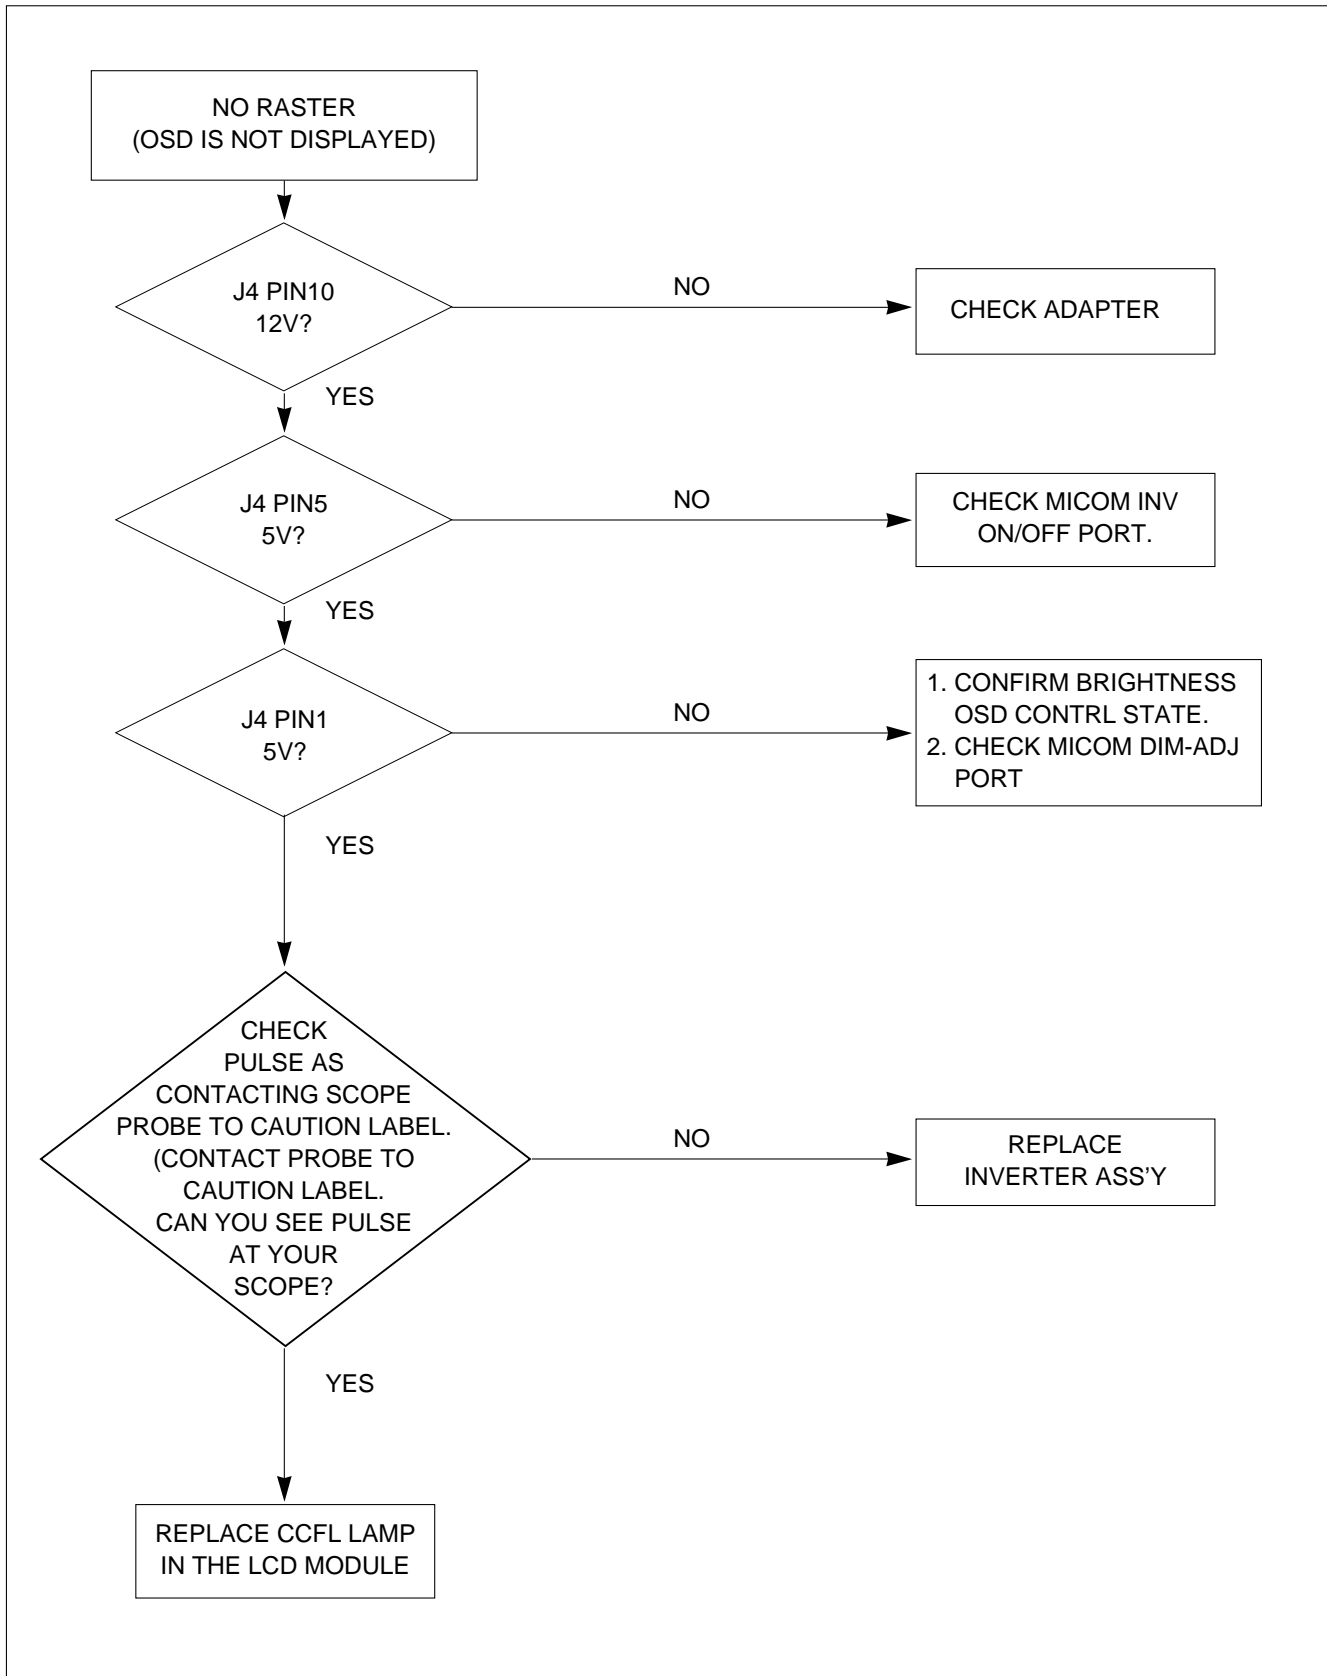 NO RASTER
(OSD IS NOT DISPLAYED)
J4 PIN10
12V?
NO
CHECK ADAPTER
YES
J4 PIN5
5V?
NO
CHECK MICOM INV
ON/OFF PORT.
YES
J4 PIN1
5V?
NO
1. CONFIRM BRIGHTNESS
OSD CONTRL STATE.
2. CHECK MICOM DIM-ADJ
PORT
YES
CHECK
PULSE AS
CONTACTING SCOPE
PROBE TO CAUTION LABEL.
(CONTACT PROBE TO
CAUTION LABEL.
CAN YOU SEE PULSE
AT YOUR
SCOPE?
NO
REPLACE
INVERTER ASS'Y
YES
REPLACE CCFL LAMP
IN THE LCD MODULE